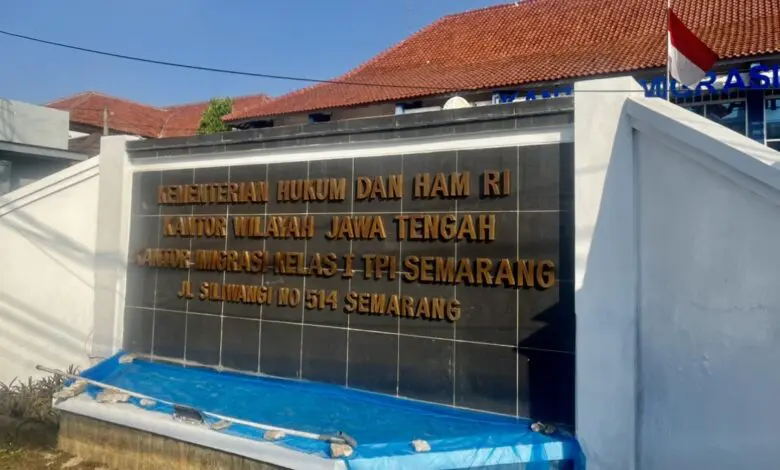 KEMENTERIAN HUKUM DAN HAM RI
KANTOR WILAYAH JAWA TENGAH
KANTOR IMIGRASI KELAS I TPI SEMARANG
JL SILIWANGI NO 514 SEMARANG